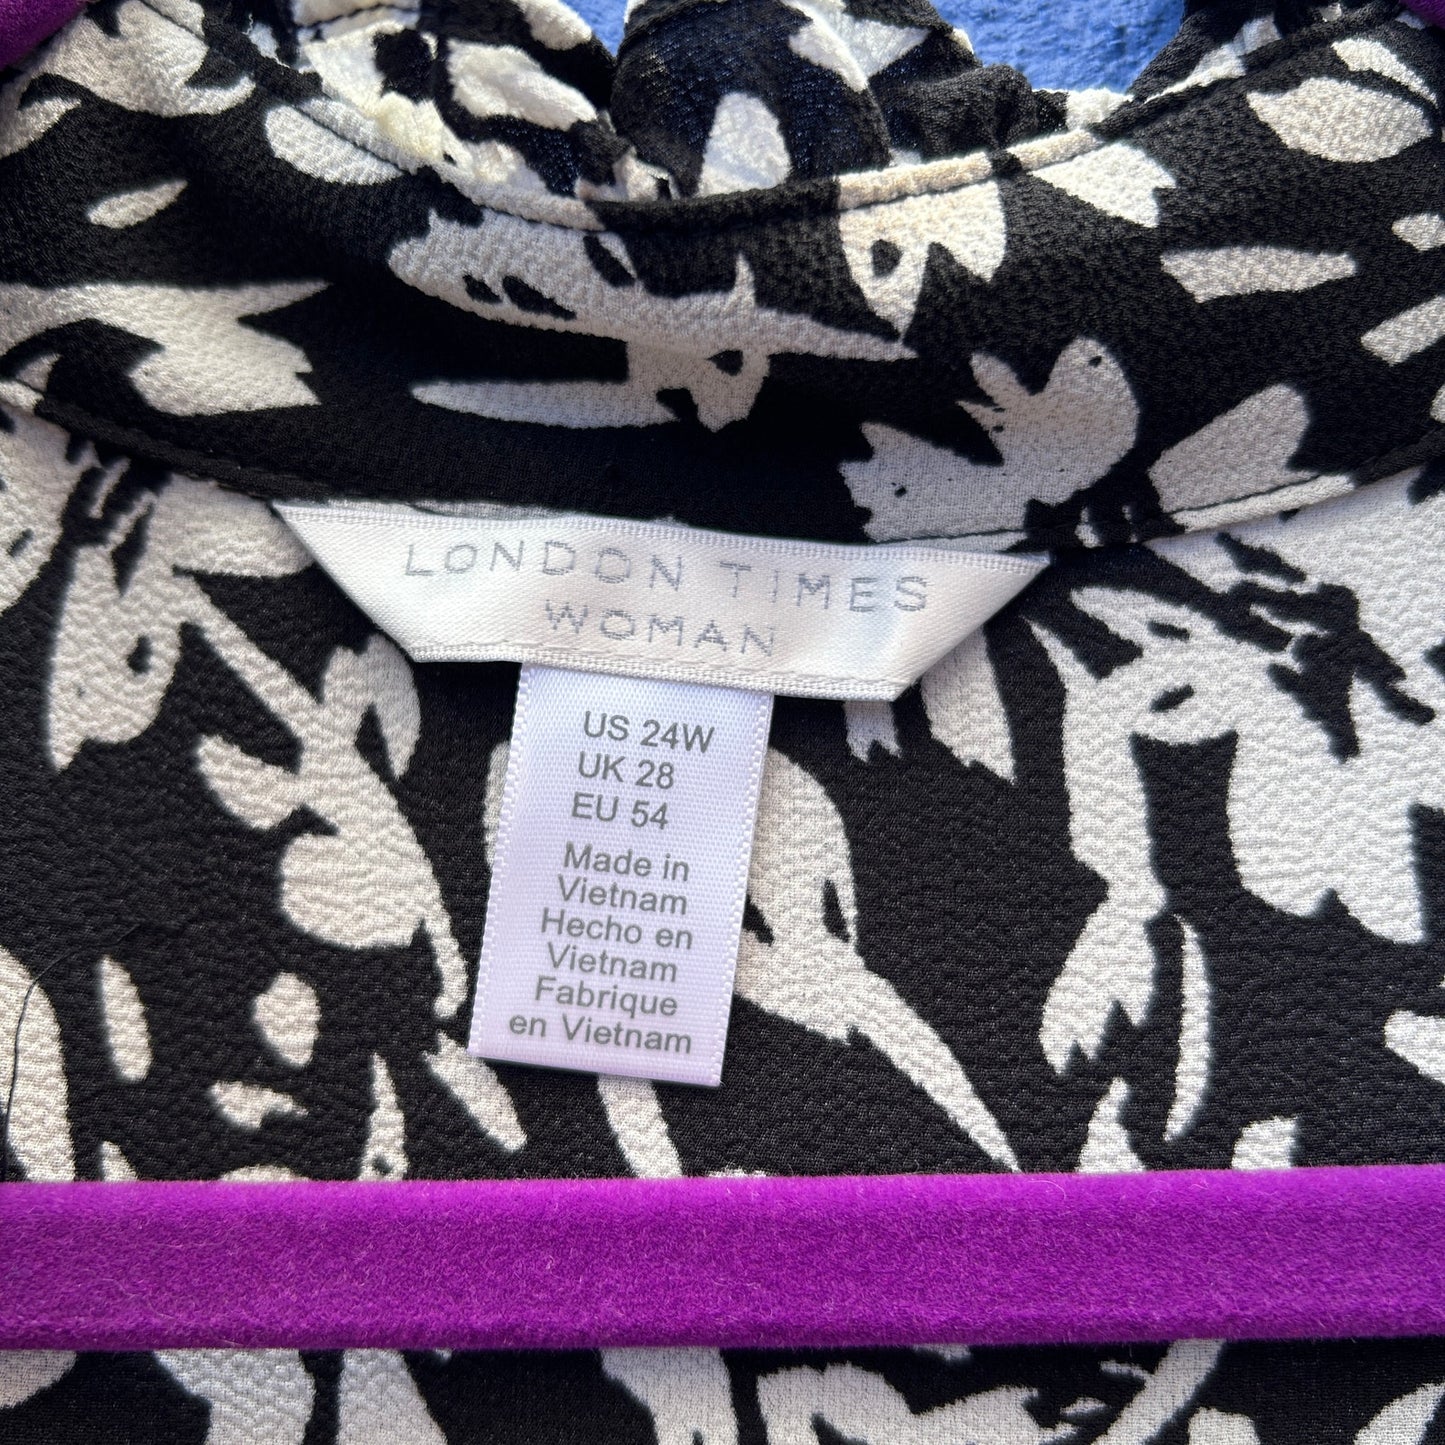 LONDON TIMES
WOMAN
US 24W
UK 28
EU 54
Made in
Vietnam
Hecho en
Vietnam
Fabrique
en Vietnam